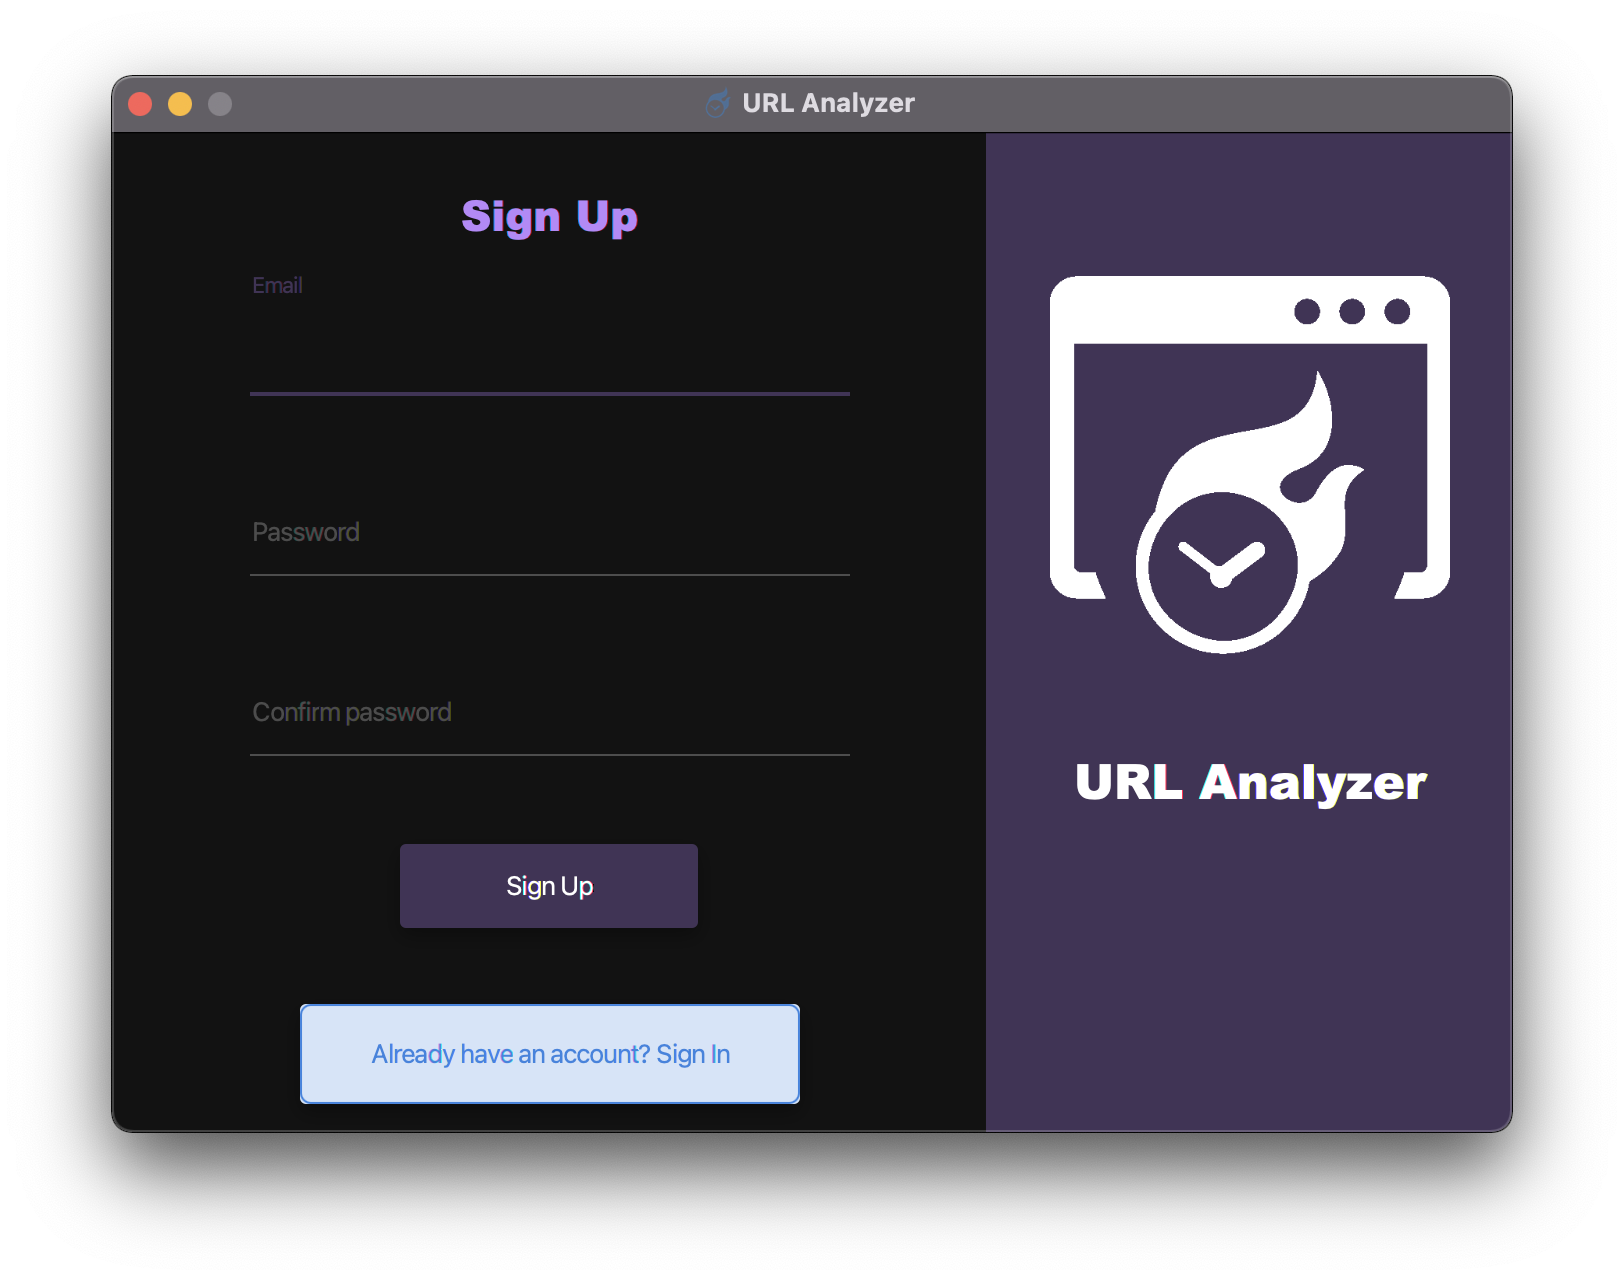 URL Analyzer
Sign Up
Email
Password
Confirm password
Sign Up
Already have an account? Sign In
URL Analyzer